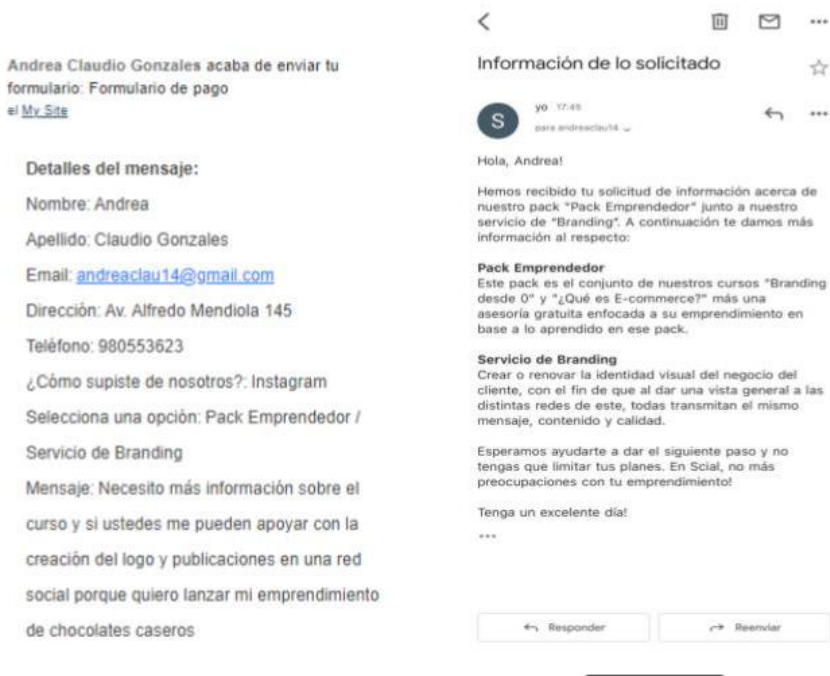 Andrea Claudio Gonzales acaba de enviar tu
formulario: Formulario de pago
el My Site
Detalles del mensaje:
Nombre: Andrea
Apellido: Claudio Gonzales
Email: andreaclau14@gmail.com
Dirección: Av. Alfredo Mendiola 145
Teléfono: 980553623
¿Cómo supiste de nosotros?: Instagram
Selecciona una opción: Pack Emprendedor /
Servicio de Branding
Mensaje: Necesito más información sobre el
curso y si ustedes me pueden apoyar con la
creación del logo y publicaciones en una red
social porque quiero lanzar mi emprendimiento
de chocolates caseros
Información de lo solicitado
S
yo 17:49
para andreaclau14
Hola, Andrea!
Hemos recibido tu solicitud de información acerca de
nuestro pack "Pack Emprendedor" junto a nuestro
servicio de "Branding". A continuación te damos más
información al respecto:
Pack Emprendedor
Este pack es el conjunto de nuestros cursos "Branding
desde 0" y "¿Qué es E-commerce?" más una
asesoría gratuita enfocada a su emprendimiento en
base a lo aprendido en ese pack.
Servicio de Branding
Crear o renovar la identidad visual del negocio del
cliente, con el fin de que al dar una vista general a las
distintas redes de este, todas transmitan el mismo
mensaje, contenido y calidad.
Esperamos ayudarte a dar el siguiente paso y no
tengas que limitar tus planes. En Scial, no más
preocupaciones con tu emprendimiento!
Tenga un excelente día!
Responder
Reenviar